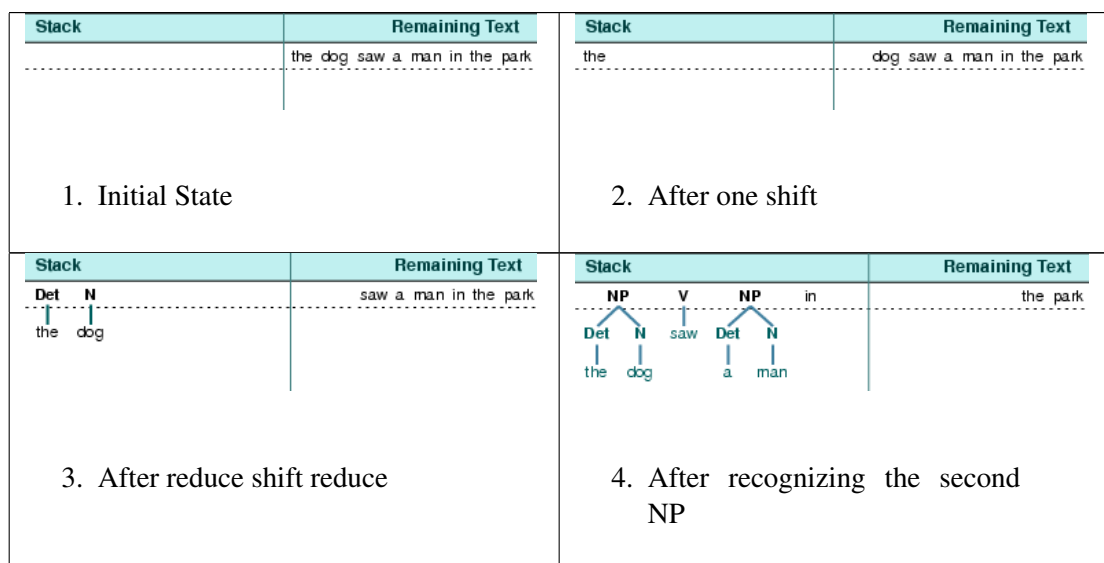 Stack Remaining Text
the dog saw a man in the park
1. Initial State
Stack Remaining Text
the dog saw a man in the park
2. After one shift
Stack Remaining Text
Det N saw a man in the park
the dog
3. After reduce shift reduce
Stack Remaining Text
NP V NP in the park
Det N saw Det N
the dog a man
4. After recognizing the second
NP